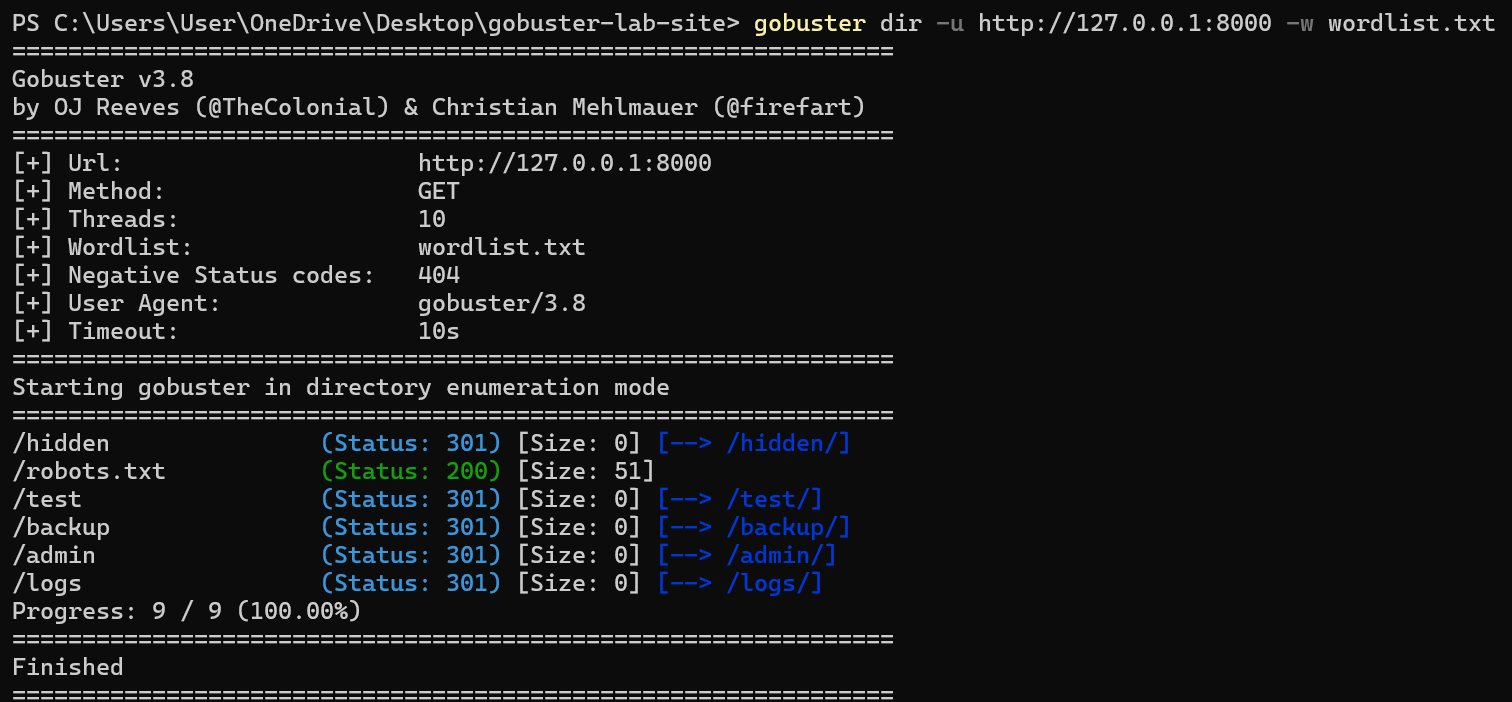 PS C:\Users\User\OneDrive\Desktop\gobuster-lab-site> gobuster dir -u http://127.0.0.1:8000 -w wordlist.txt
===============================================================
Gobuster v3.8
by OJ Reeves (@TheColonial) & Christian Mehlmauer (@firefart)
===============================================================
[+] Url:                     http://127.0.0.1:8000
[+] Method:                  GET
[+] Threads:                 10
[+] Wordlist:                wordlist.txt
[+] Negative Status codes:   404
[+] User Agent:              gobuster/3.8
[+] Timeout:                 10s
===============================================================
Starting gobuster in directory enumeration mode
===============================================================
/hidden               (Status: 301) [Size: 0] [--> /hidden/]
/robots.txt           (Status: 200) [Size: 51]
/test                 (Status: 301) [Size: 0] [--> /test/]
/backup               (Status: 301) [Size: 0] [--> /backup/]
/admin                (Status: 301) [Size: 0] [--> /admin/]
/logs                 (Status: 301) [Size: 0] [--> /logs/]
Progress: 9 / 9 (100.00%)
===============================================================
Finished
===============================================================